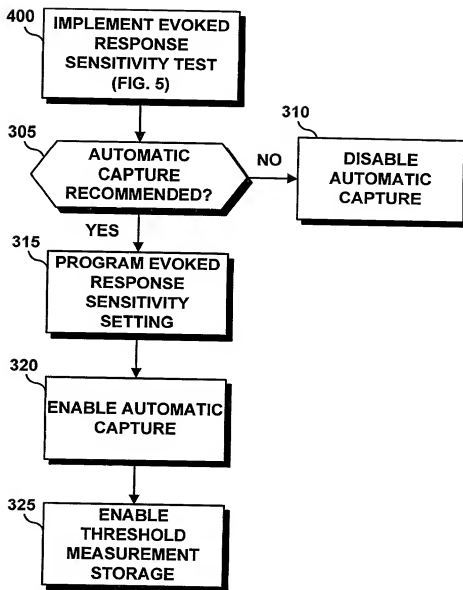 400
IMPLEMENT EVOKED
RESPONSE
SENSITIVITY TEST
(FIG. 5)
305
AUTOMATIC
CAPTURE
RECOMMENDED?
NO
310
DISABLE
AUTOMATIC
CAPTURE
YES
315
PROGRAM EVOKED
RESPONSE
SENSITIVITY
SETTING
320
ENABLE AUTOMATIC
CAPTURE
325
ENABLE
THRESHOLD
MEASUREMENT
STORAGE